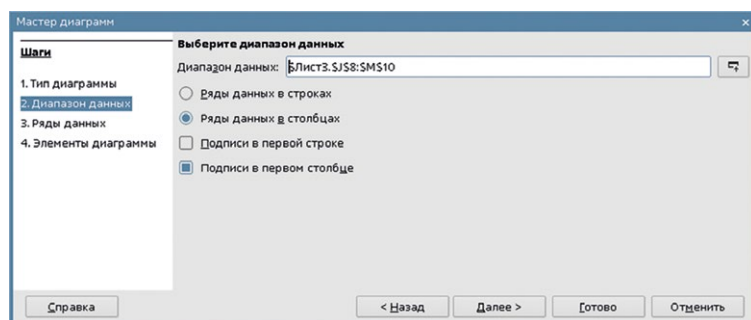 Мастер диаграмм
Шаги
1. Тип диаграммы
2. Диапазон данных
3. Ряды данных
4. Элементы диаграммы
Выберите диапазон данных
Диапазон данных: $Лист3.$J$8:$M$10
Ряды данных в строках
Ряды данных в столбцах
Подписи в первой строке
Подписи в первом столбце
Справка
< Назад
Далее >
Готово
Отменить